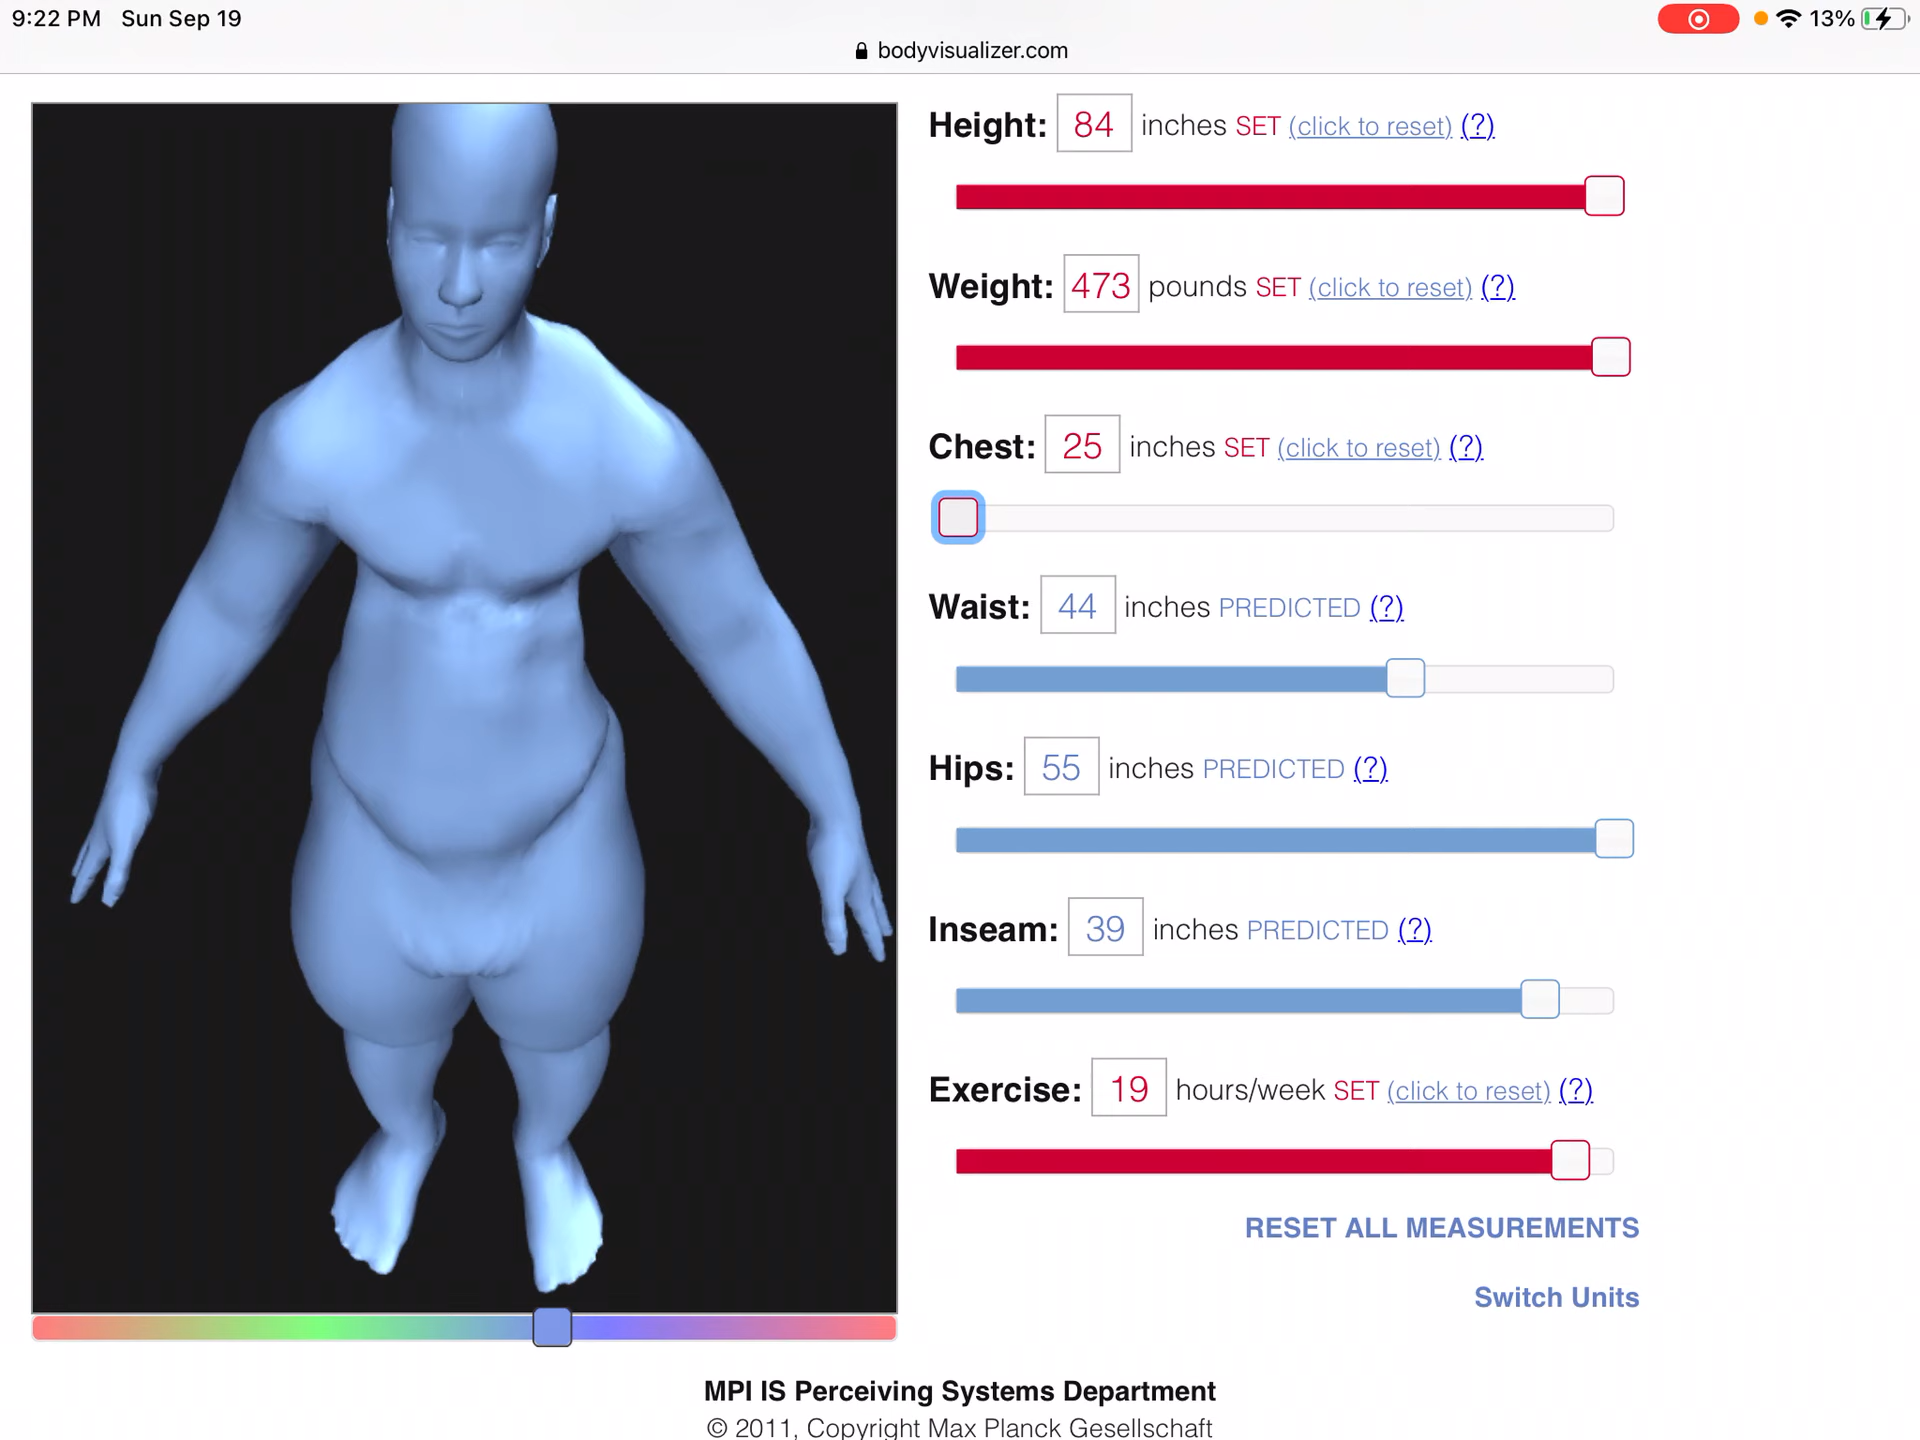 9:22 PM Sun Sep 19
13%
bodyvisualizer.com
Height: 84 inches SET (click to reset) (?)
Weight: 473 pounds SET (click to reset) (?)
Chest: 25 inches SET (click to reset) (?)
Waist: 44 inches PREDICTED (?)
Hips: 55 inches PREDICTED (?)
Inseam: 39 inches PREDICTED (?)
Exercise: 19 hours/week SET (click to reset) (?)
RESET ALL MEASUREMENTS
Switch Units
MPI IS Perceiving Systems Department
© 2011, Copyright Max Planck Gesellschaft